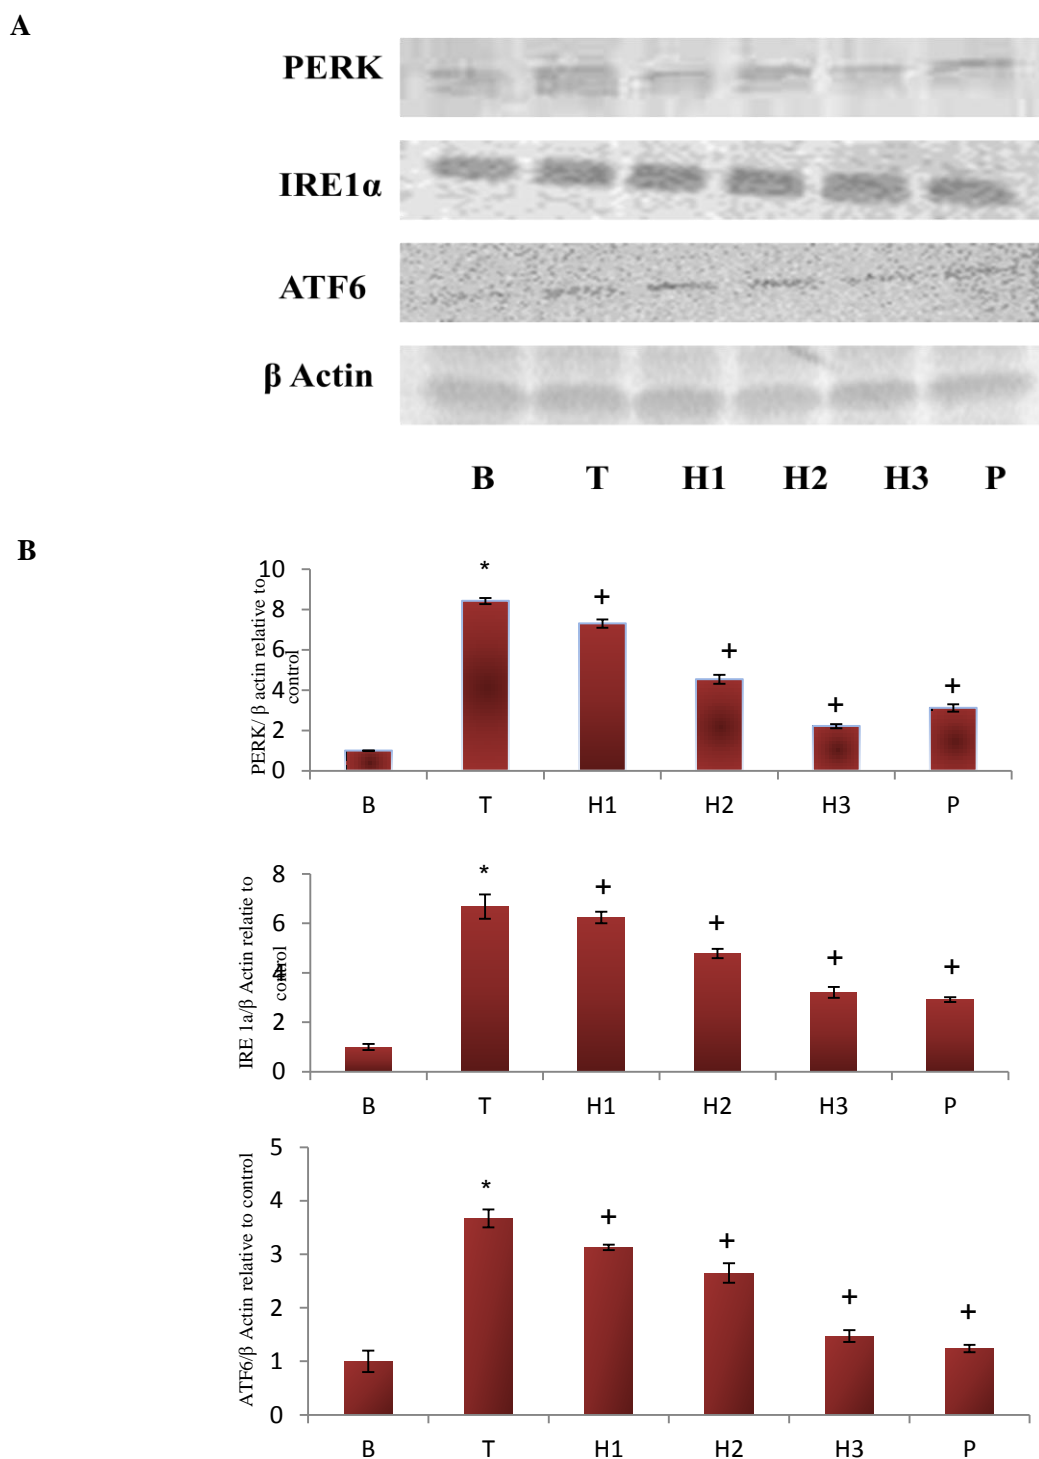 A
PERK
IRE1α
ATF6
β Actin
B T H1 H2 H3 P
B
PERK/ β actin relative to
control
10
8
6
4
2
0
*
+
+
+
+
B T H1 H2 H3 P
IRE 1a/β Actin relatie to
control
8
6
4
2
0
*
+
+
+
+
B T H1 H2 H3 P
ATF6/β Actin relative to control
5
4
3
2
1
0
*
+
+
+
+
B T H1 H2 H3 P